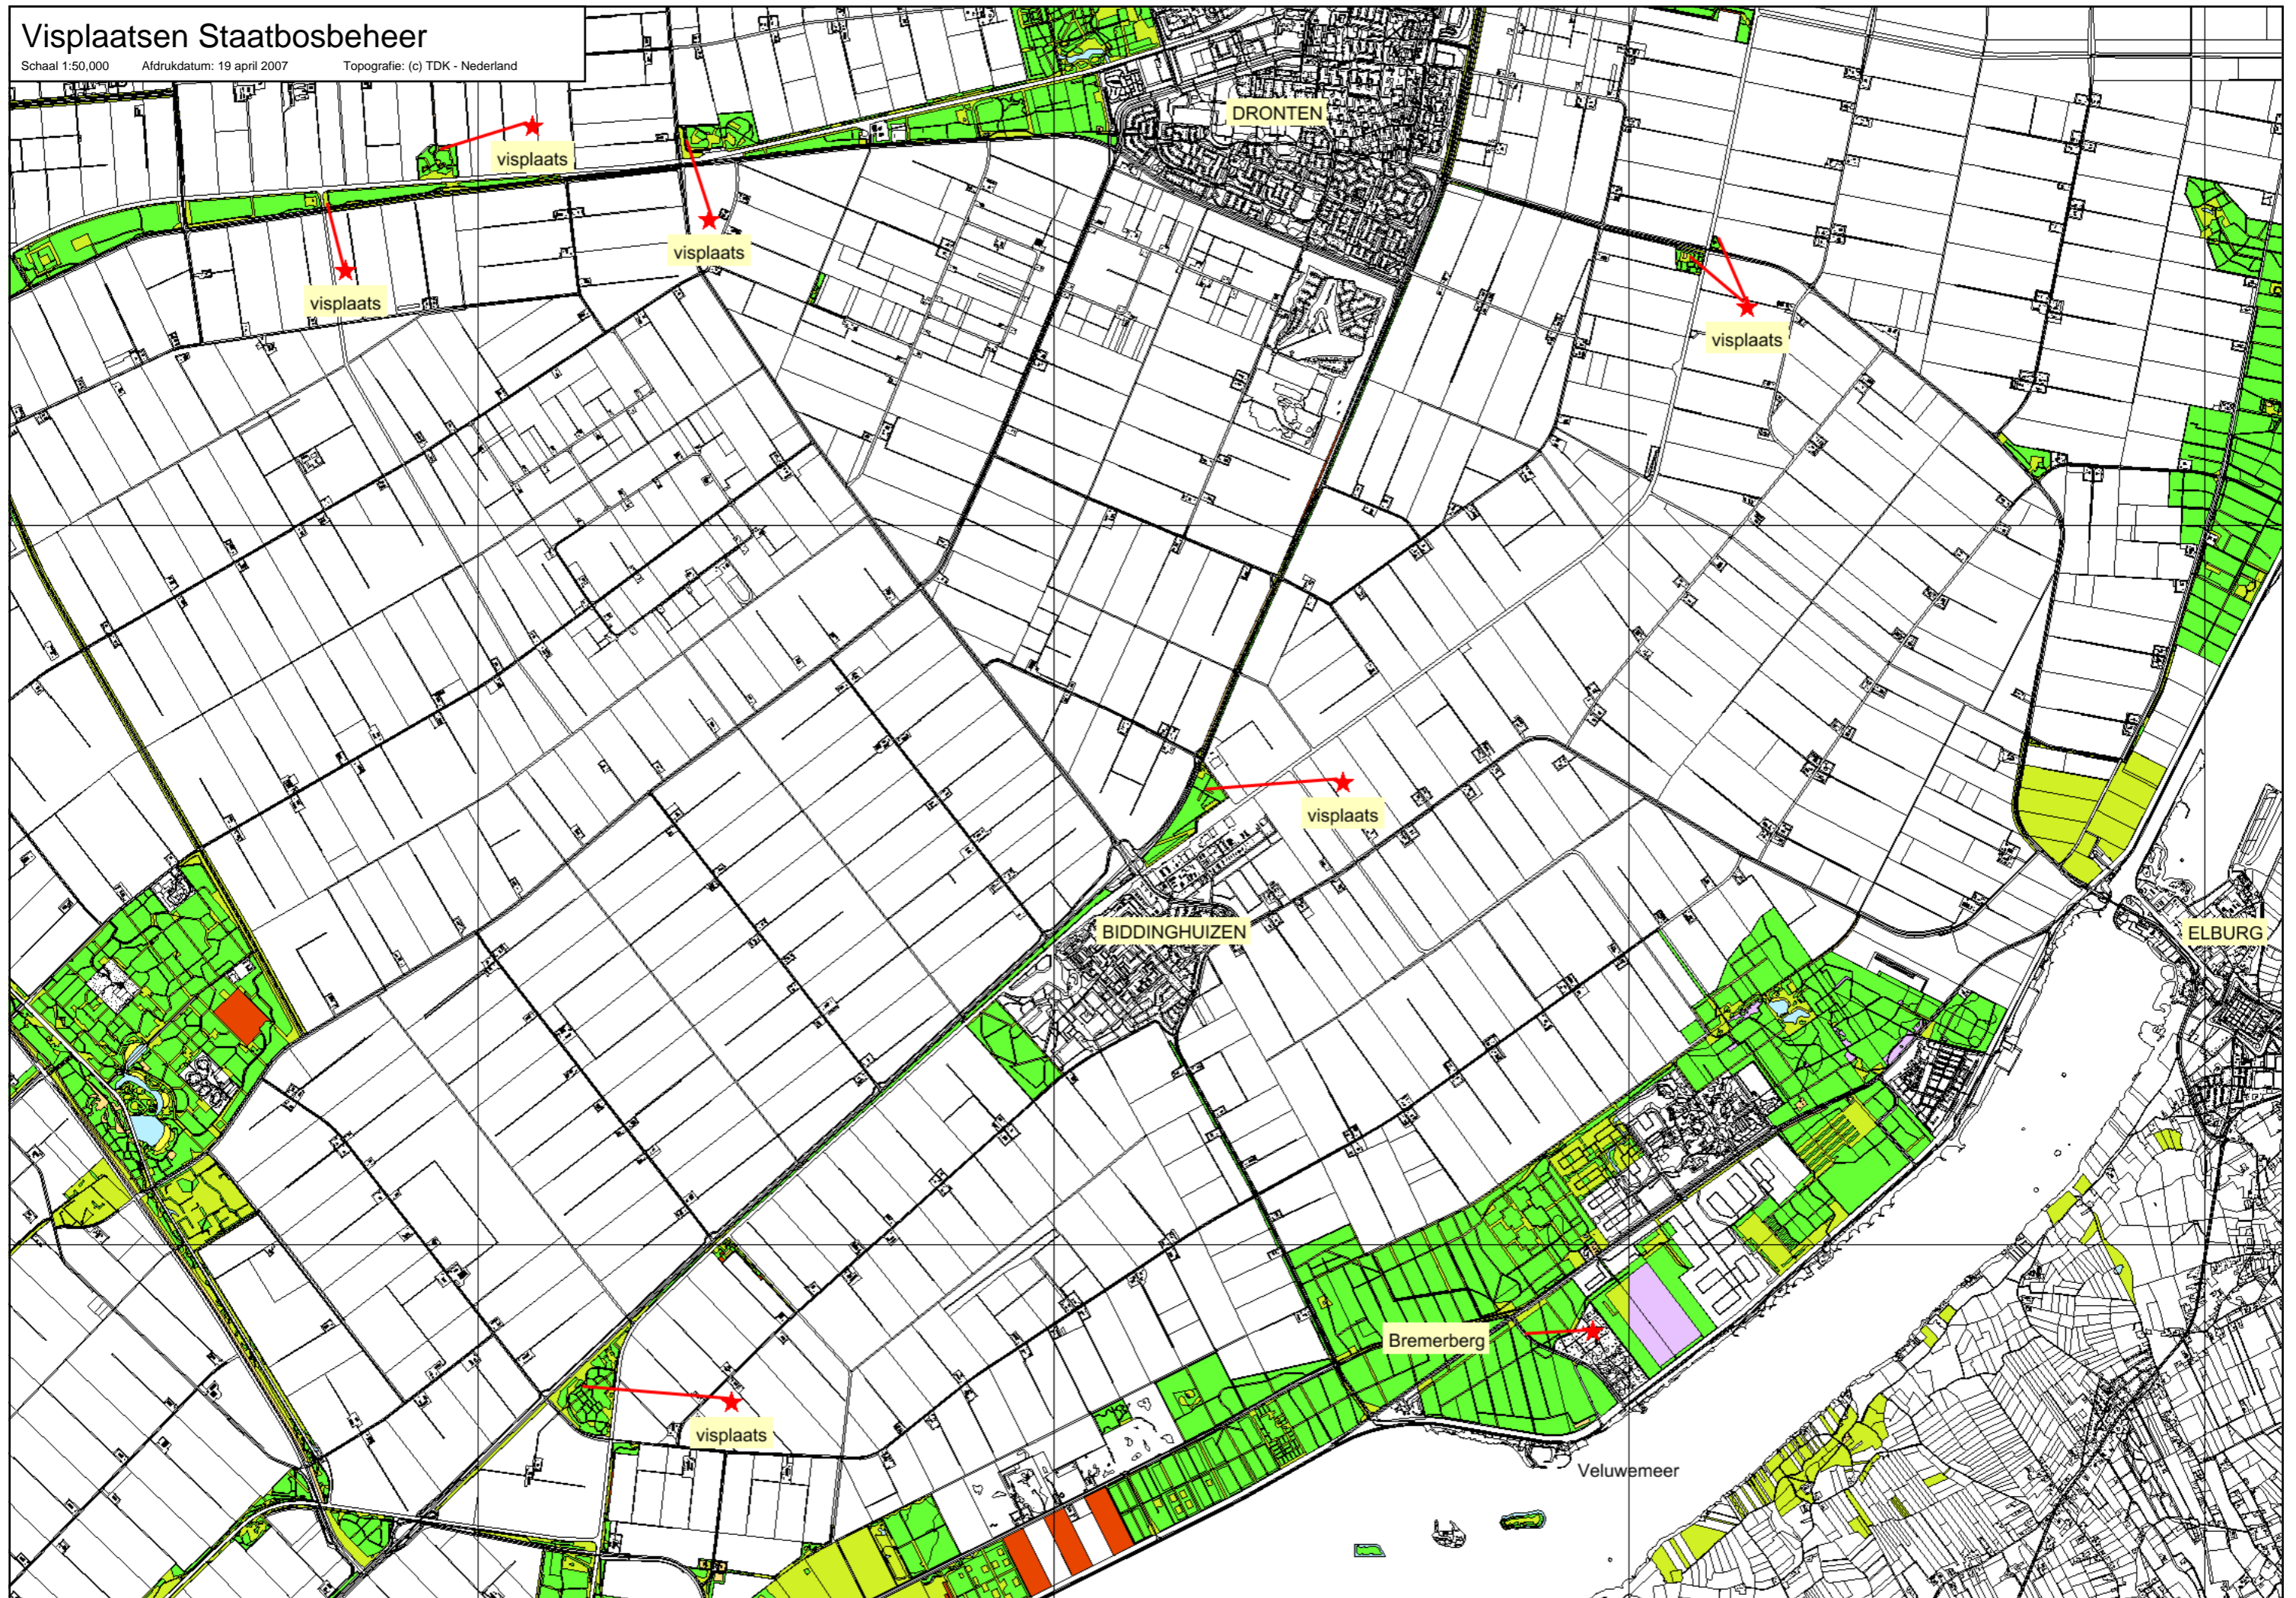 Visplaatsen Staatbosbeheer
Schaal 1:50,000 Afdrukdatum: 19 april 2007 Topografie: (c) TDK - Nederland
DRONTEN
visplaats
visplaats
visplaats
visplaats
visplaats
BIDDINGHUIZEN
ELBURG
Bremerberg
visplaats
Veluwemeer